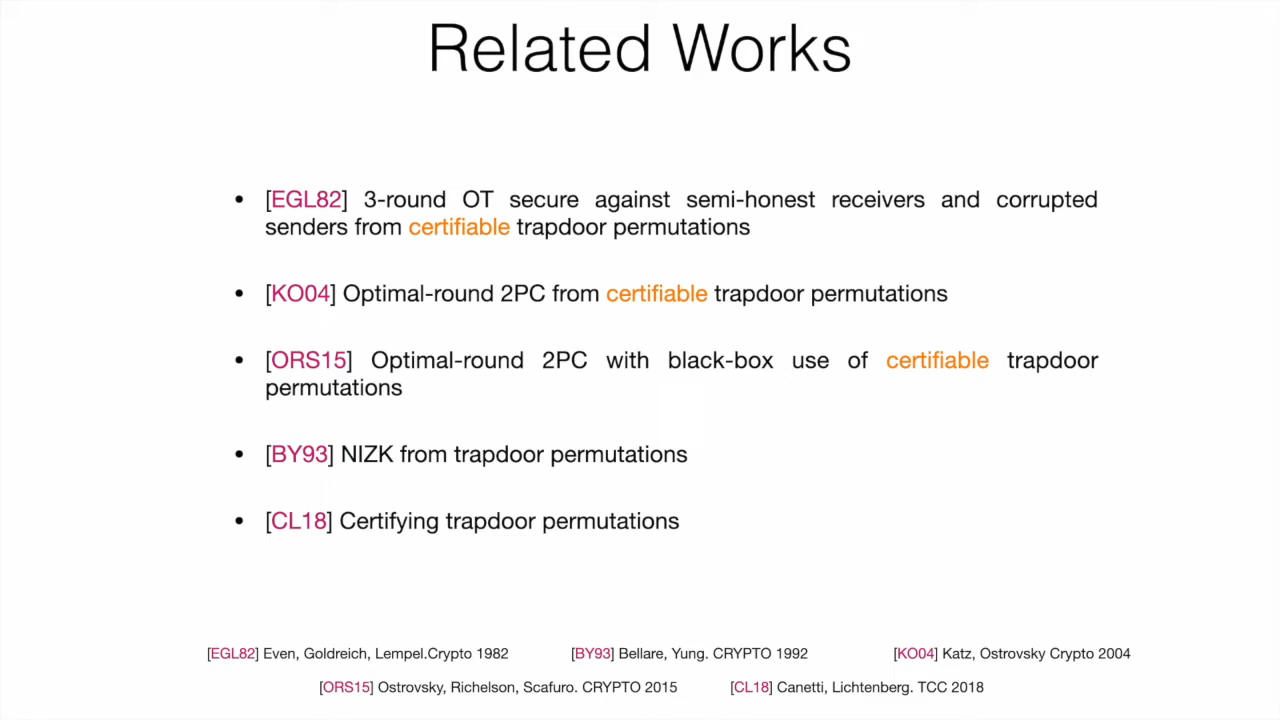 Related Works
• [EGL82] 3-round OT secure against semi-honest receivers and corrupted
senders from certifiable trapdoor permutations
• [KO04] Optimal-round 2PC from certifiable trapdoor permutations
• [ORS15] Optimal-round 2PC with black-box use of certifiable trapdoor
permutations
• [BY93] NIZK from trapdoor permutations
• [CL18] Certifying trapdoor permutations
[EGL82] Even, Goldreich, Lempel.Crypto 1982 [BY93] Bellare, Yung. CRYPTO 1992 [KO04] Katz, Ostrovsky Crypto 2004
[ORS15] Ostrovsky, Richelson, Scafuro. CRYPTO 2015 [CL18] Canetti, Lichtenberg. TCC 2018